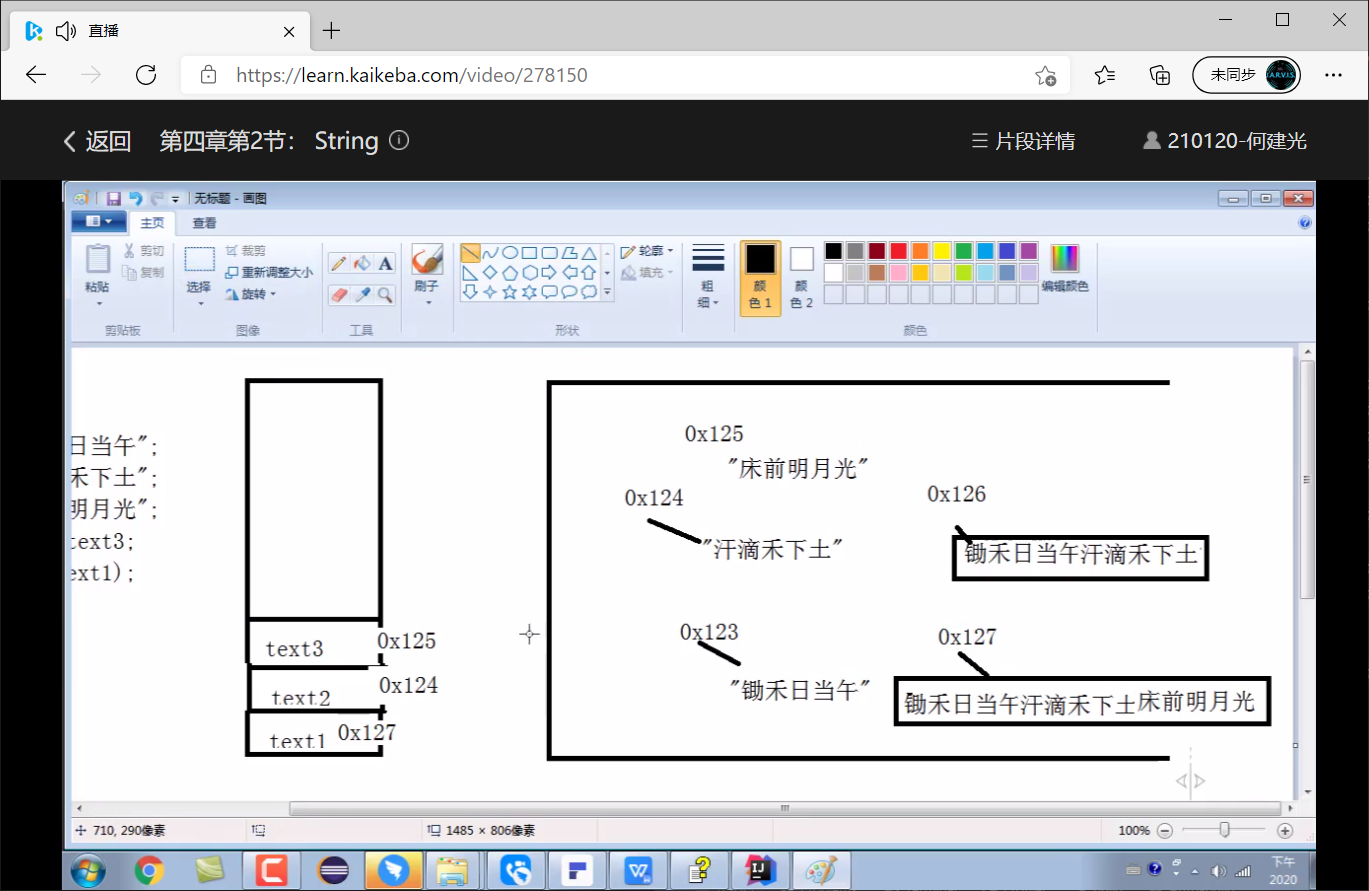 直播
https://learn.kaikeba.com/video/278150
未同步
J.A.R.V.I.S.
返回 第四章第2节： String
片段详情
210120-何建光
无标题 - 画图
主页 查看
粘贴
剪切
复制
剪贴板
选择
裁剪
重新调整大小
旋转
图像
A
工具
刷子
形状
轮廓
填充
粗
细
颜
色 1
颜
色 2
编辑颜色
颜色
日当午";
禾下土";
明月光";
text3;
ext1);
text3 0x125
text2 0x124
text1 0x127
0x125
"床前明月光"
0x124
"汗滴禾下土"
0x126
锄禾日当午汗滴禾下土
0x123
"锄禾日当午"
0x127
锄禾日当午汗滴禾下土床前明月光
710, 290像素
1485 × 806像素
100%
下午
2020